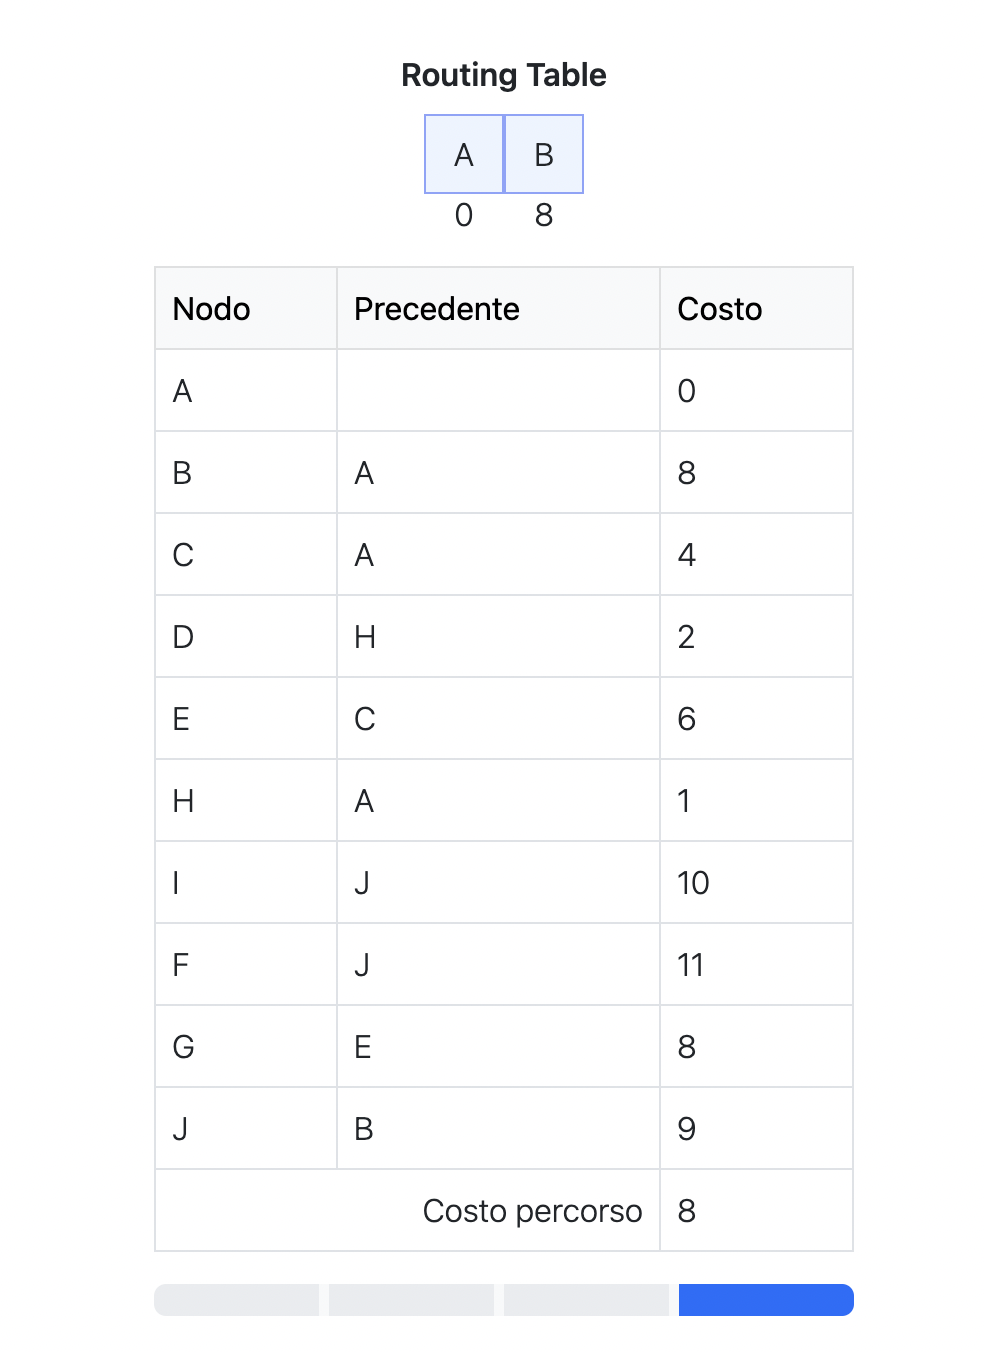 Routing Table
A B
0 8
Nodo Precedente Costo
A 0
B A 8
C A 4
D H 2
E C 6
H A 1
I J 10
F J 11
G E 8
J B 9
Costo percorso 8